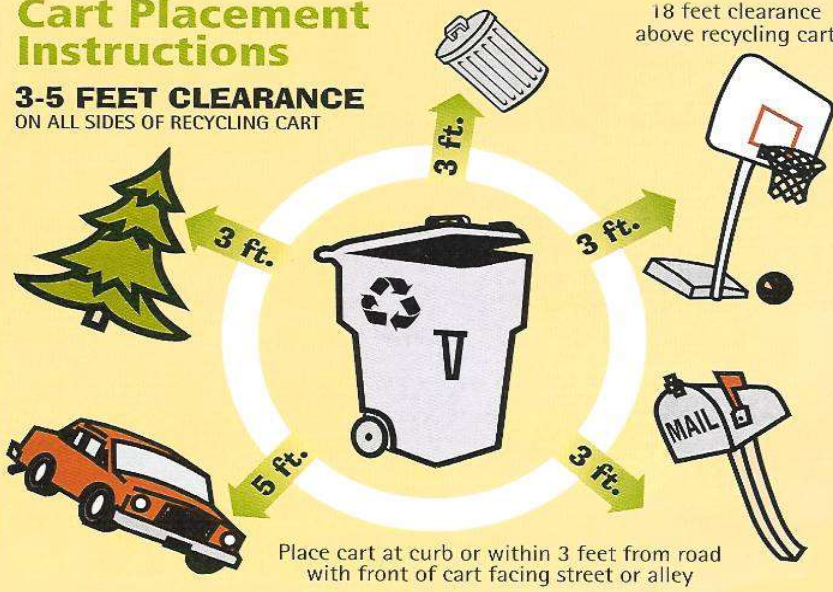 Cart Placement
Instructions
3-5 FEET CLEARANCE
ON ALL SIDES OF RECYCLING CART
18 feet clearance
above recycling cart
3 ft.
3 ft.
3 ft.
5 ft.
3 ft.
MAIL
Place cart at curb or within 3 feet from road
with front of cart facing street or alley